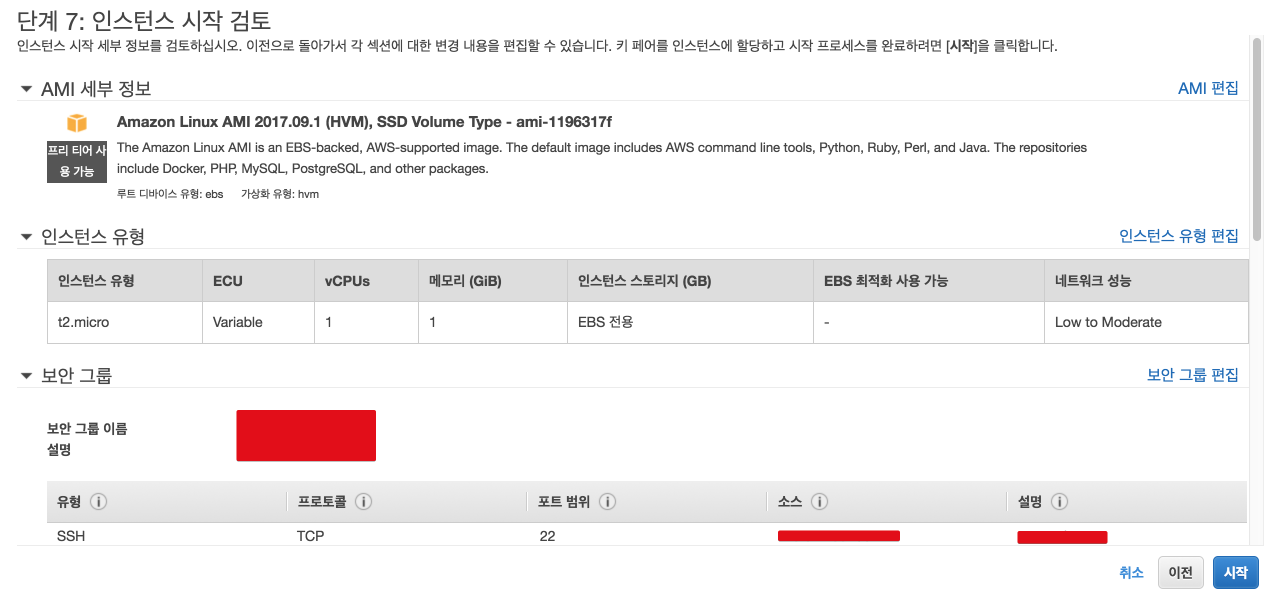 단계 7: 인스턴스 시작 검토
인스턴스 시작 세부 정보를 검토하십시오. 이전으로 돌아가서 각 섹션에 대한 변경 내용을 편집할 수 있습니다. 키 페어를 인스턴스에 할당하고 시작 프로세스를 완료하려면 [시작]을 클릭합니다.
AMI 세부 정보 AMI 편집
Amazon Linux AMI 2017.09.1 (HVM), SSD Volume Type - ami-1196317f
프리 티어 사
용 가능
The Amazon Linux AMI is an EBS-backed, AWS-supported image. The default image includes AWS command line tools, Python, Ruby, Perl, and Java. The repositories
include Docker, PHP, MySQL, PostgreSQL, and other packages.
루트 디바이스 유형: ebs 가상화 유형: hvm
인스턴스 유형 인스턴스 유형 편집
인스턴스 유형 ECU vCPUs 메모리 (GiB) 인스턴스 스토리지 (GB) EBS 최적화 사용 가능 네트워크 성능
t2.micro Variable 1 1 EBS 전용 - Low to Moderate
보안 그룹 보안 그룹 편집
보안 그룹 이름
설명
유형 프로토콜 포트 범위 소스 설명
SSH TCP 22
취소 이전 시작